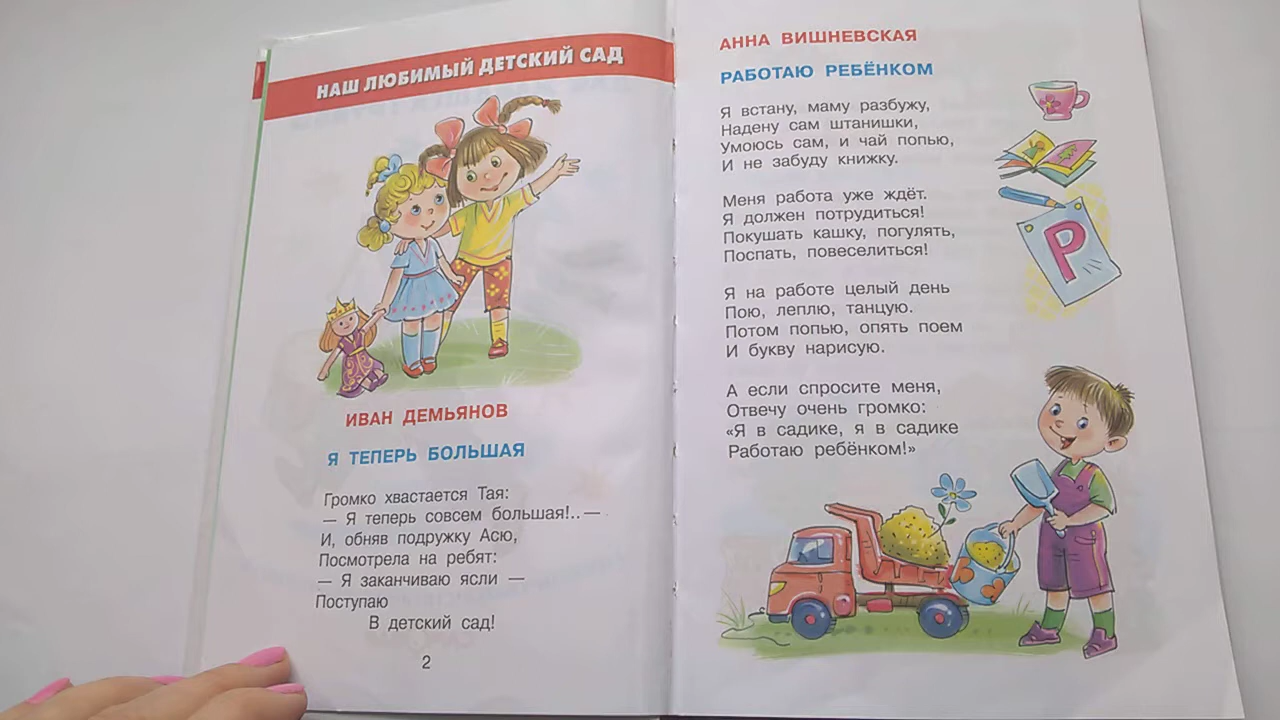 НАШ ЛЮБИМЫЙ ДЕТСКИЙ САД
ИВАН ДЕМЬЯНОВ
Я ТЕПЕРЬ БОЛЬШАЯ
Громко хвастается Тая:
— Я теперь совсем большая!.. —
И, обняв подружку Асю,
Посмотрела на ребят:
— Я заканчиваю ясли —
Поступаю
В детский сад!
2
АННА ВИШНЕВСКАЯ
РАБОТАЮ РЕБЁНКОМ
Я встану, маму разбужу,
Надену сам штанишки,
Умоюсь сам, и чай попью,
И не забуду книжку.
Меня работа уже ждёт.
Я должен потрудиться!
Покушать кашку, погулять,
Поспать, повеселиться!
Я на работе целый день
Пою, леплю, танцую.
Потом попью, опять поем
И букву нарисую.
А если спросите меня,
Отвечу очень громко:
«Я в садике, я в садике
Работаю ребёнком!»
Р